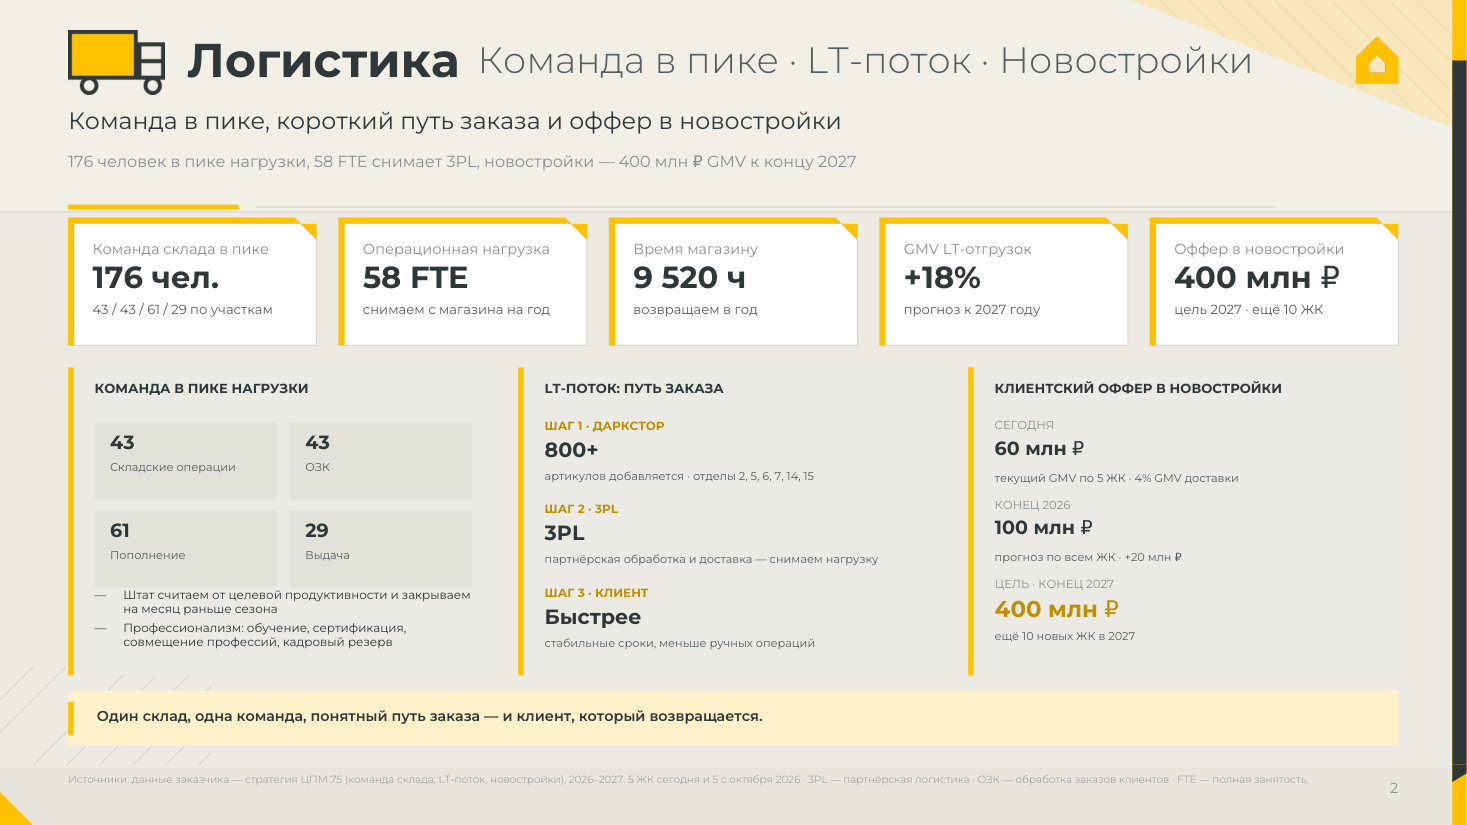 Логистика Команда в пике · LT-поток · Новостройки
Команда в пике, короткий путь заказа и оффер в новостройки
176 человек в пике нагрузки, 58 FTE снимает 3PL, новостройки — 400 млн ₽ GMV к концу 2027
Команда склада в пике
176 чел.
43 / 43 / 61 / 29 по участкам
Операционная нагрузка
58 FTE
снимаем с магазина на год
Время магазину
9 520 ч
возвращаем в год
GMV LT-отгрузок
+18%
прогноз к 2027 году
Оффер в новостройки
400 млн ₽
цель 2027 · ещё 10 ЖК
КОМАНДА В ПИКЕ НАГРУЗКИ
43
Складские операции
43
ОЗК
61
Пополнение
29
Выдача
— Штат считаем от целевой продуктивности и закрываем
на месяц раньше сезона
— Профессионализм: обучение, сертификация,
совмещение профессий, кадровый резерв
LT-ПОТОК: ПУТЬ ЗАКАЗА
ШАГ 1 · ДАРКСТОР
800+
артикулов добавляется · отделы 2, 5, 6, 7, 14, 15
ШАГ 2 · 3PL
3PL
партнёрская обработка и доставка — снимаем нагрузку
ШАГ 3 · КЛИЕНТ
Быстрее
стабильные сроки, меньше ручных операций
КЛИЕНТСКИЙ ОФФЕР В НОВОСТРОЙКИ
СЕГОДНЯ
60 млн ₽
текущий GMV по 5 ЖК · 4% GMV доставки
КОНЕЦ 2026
100 млн ₽
прогноз по всем ЖК · +20 млн ₽
ЦЕЛЬ · КОНЕЦ 2027
400 млн ₽
ещё 10 новых ЖК в 2027
Один склад, одна команда, понятный путь заказа — и клиент, который возвращается.
Источники: данные заказчика — стратегия ЦПМ 75 (команда склада, LT-поток, новостройки), 2026–2027. 5 ЖК сегодня и 5 с октября 2026 · 3PL — партнёрская логистика · ОЗК — обработка заказов клиентов · FTE — полная занятость.
2